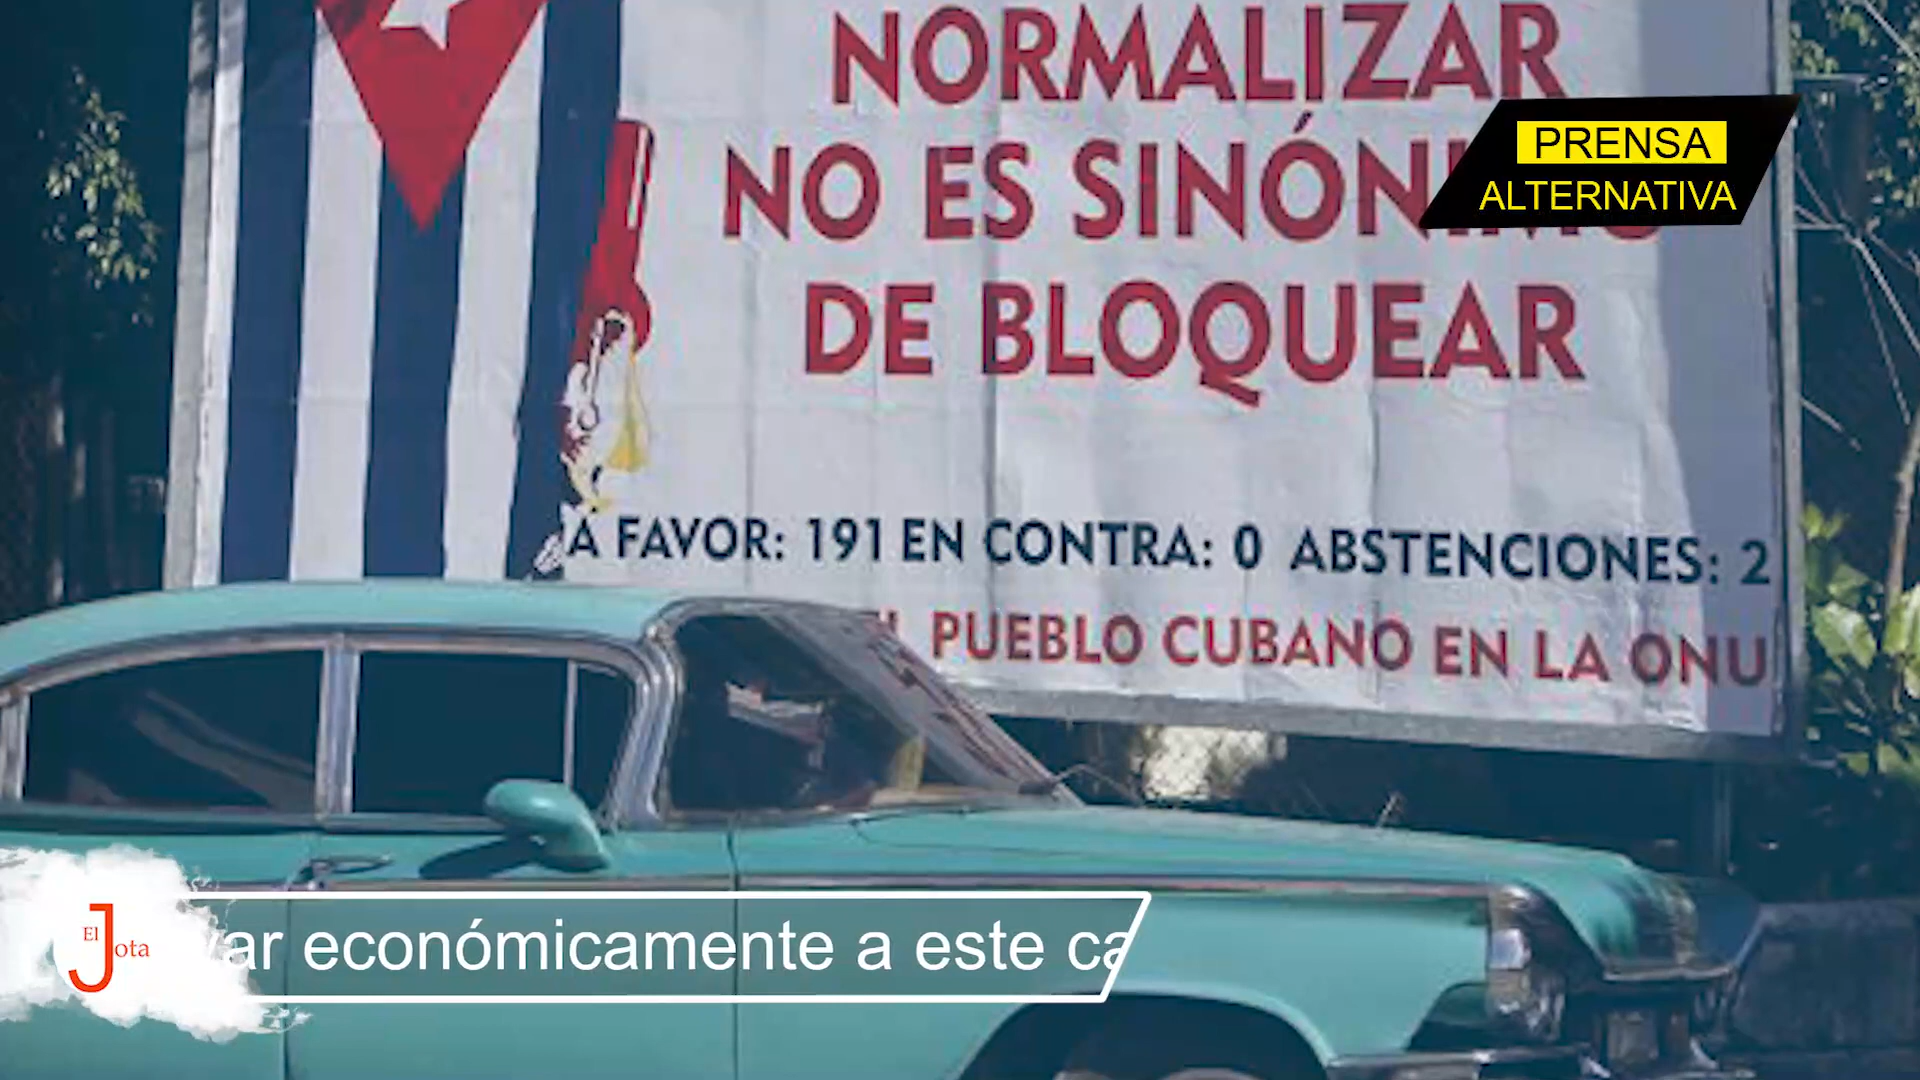 NORMALIZAR
NO ES SINÓNIMO
DE BLOQUEAR
A FAVOR: 191 EN CONTRA: 0 ABSTENCIONES: 2
PUEBLO CUBANO EN LA ONU
PRENSA
ALTERNATIVA
El Jota
económicamente a este